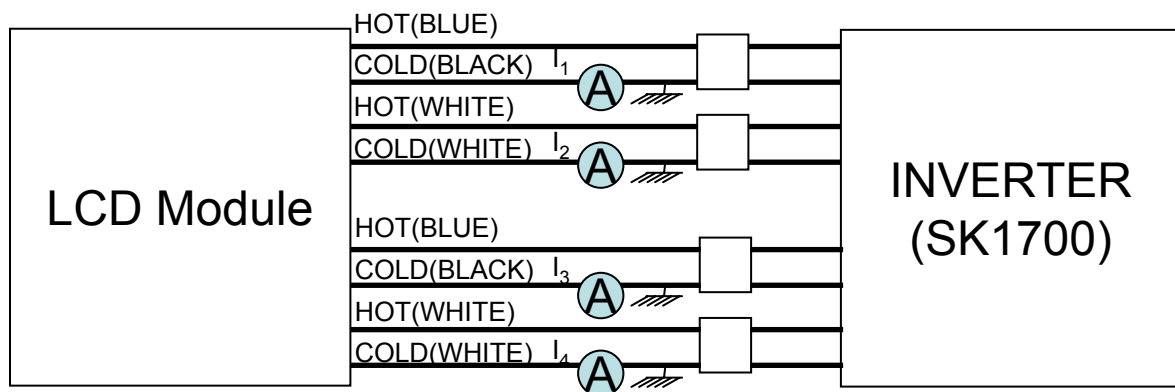 HOT(BLUE)
COLD(BLACK) I₁
A
HOT(WHITE)
COLD(WHITE) I₂
A
LCD Module
INVERTER
(SK1700)
HOT(BLUE)
COLD(BLACK) I₃
A
HOT(WHITE)
COLD(WHITE) I₄
A